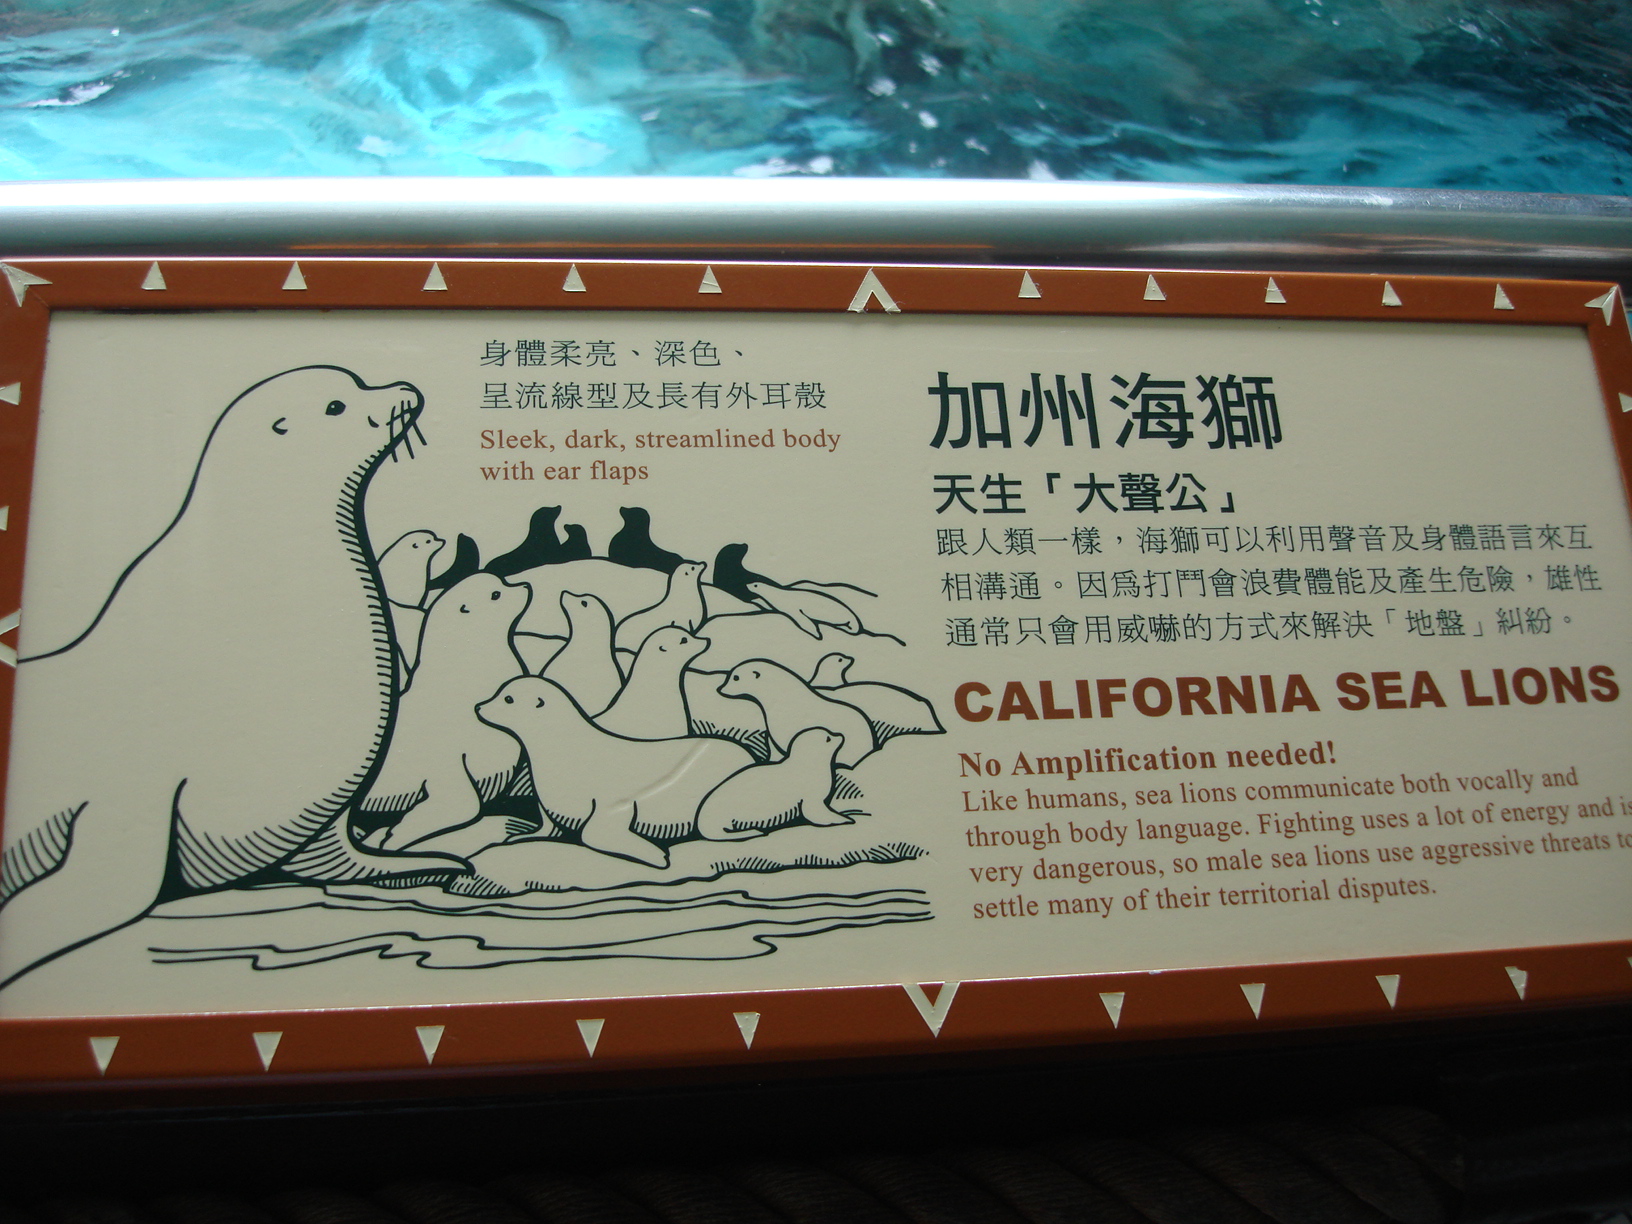 身體柔亮、深色、
呈流線型及長有外耳殼
Sleek, dark, streamlined body
with ear flaps
加州海獅
天生「大聲公」
跟人類一樣，海獅可以利用聲音及身體語言來互
相溝通。因為打鬥會浪費體能及產生危險，雄性
通常只會用威嚇的方式來解決「地盤」糾紛。
CALIFORNIA SEA LIONS
No Amplification needed!
Like humans, sea lions communicate both vocally and
through body language. Fighting uses a lot of energy and is
very dangerous, so male sea lions use aggressive threats to
settle many of their territorial disputes.